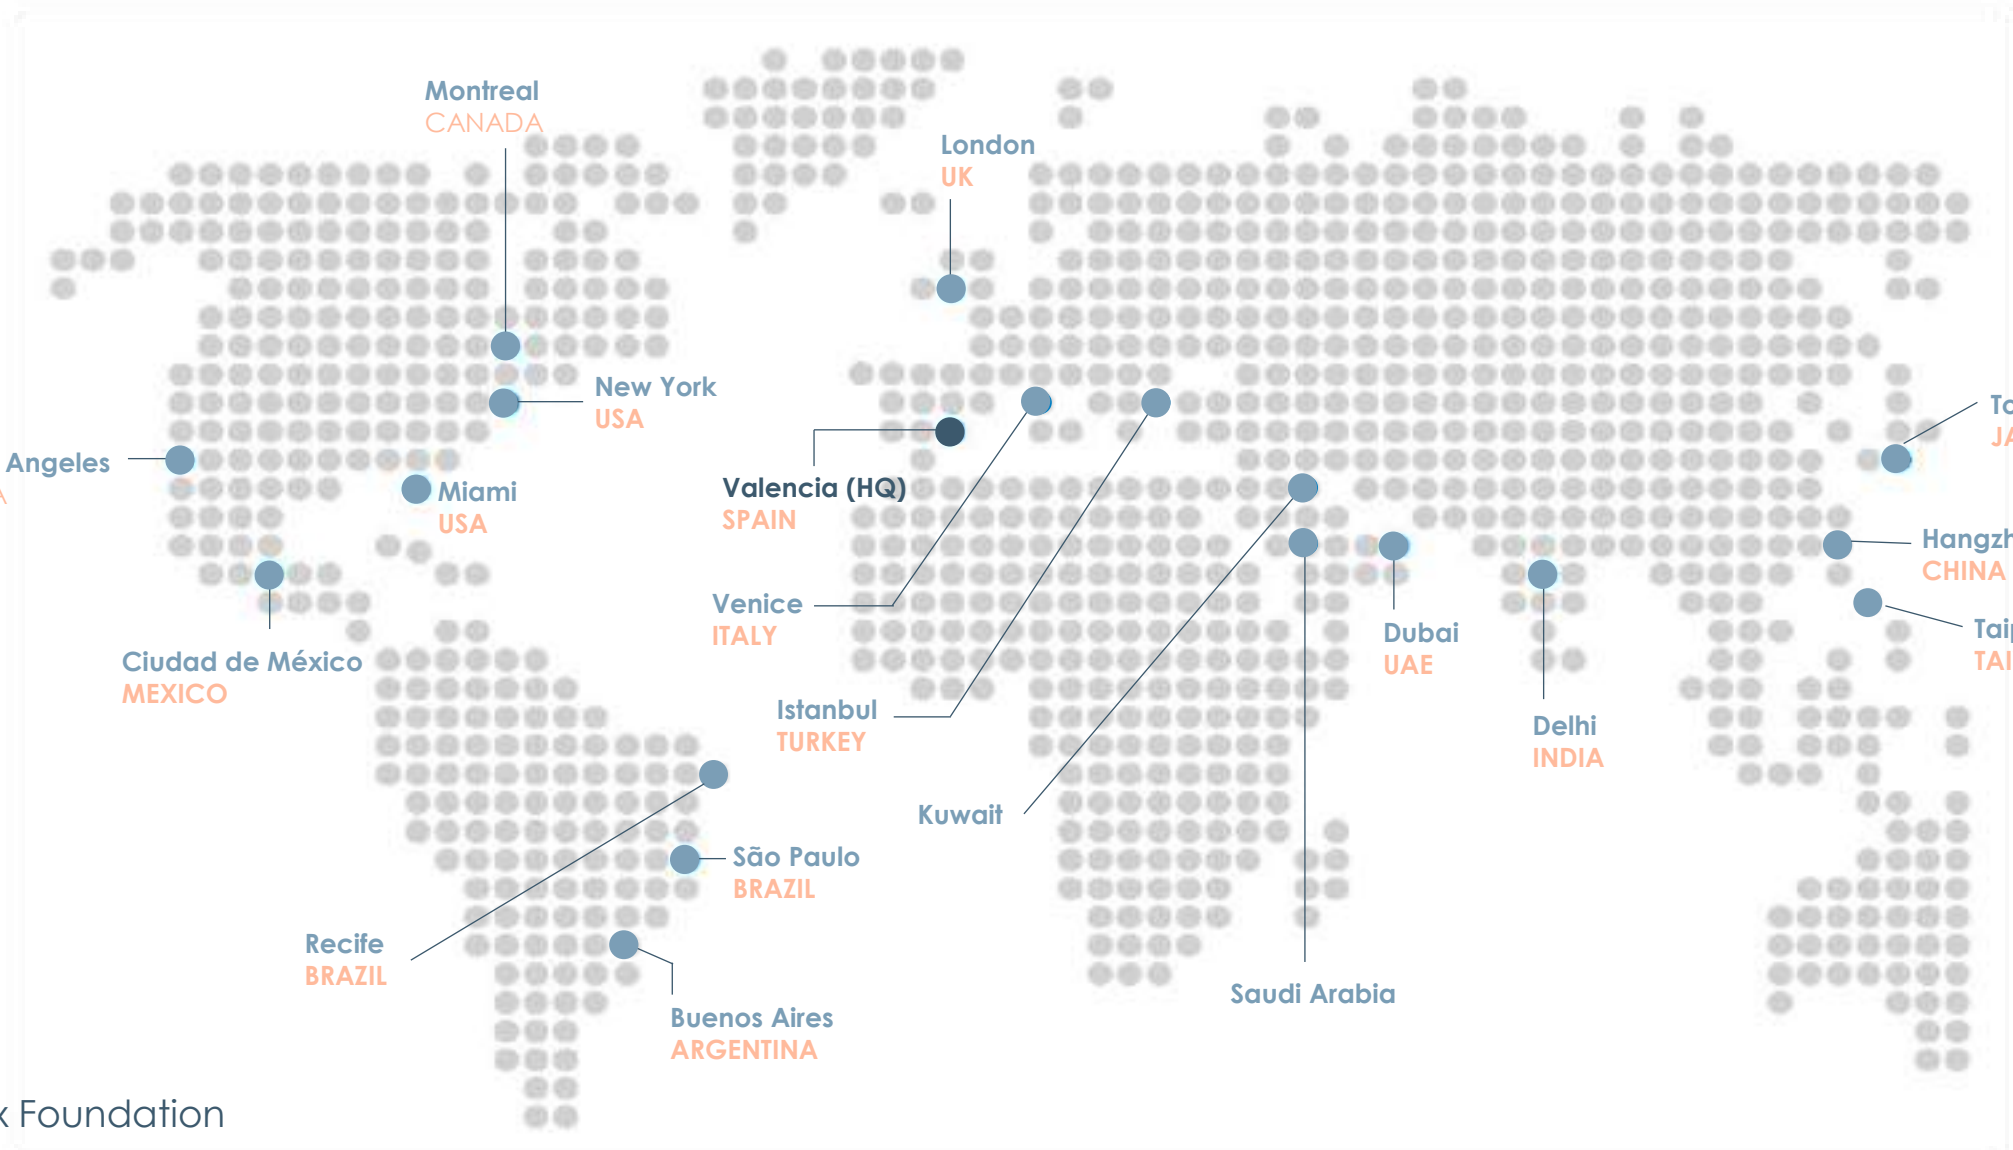 Montreal
CANADA
London
UK
New York
USA
Angeles
Miami
USA
Valencia (HQ)
SPAIN
Hangzh
CHINA
Venice
ITALY
Dubai
UAE
Taip
TAI
Ciudad de México
MEXICO
Istanbul
TURKEY
Delhi
INDIA
Kuwait
São Paulo
BRAZIL
Recife
BRAZIL
Saudi Arabia
Buenos Aires
ARGENTINA
x Foundation